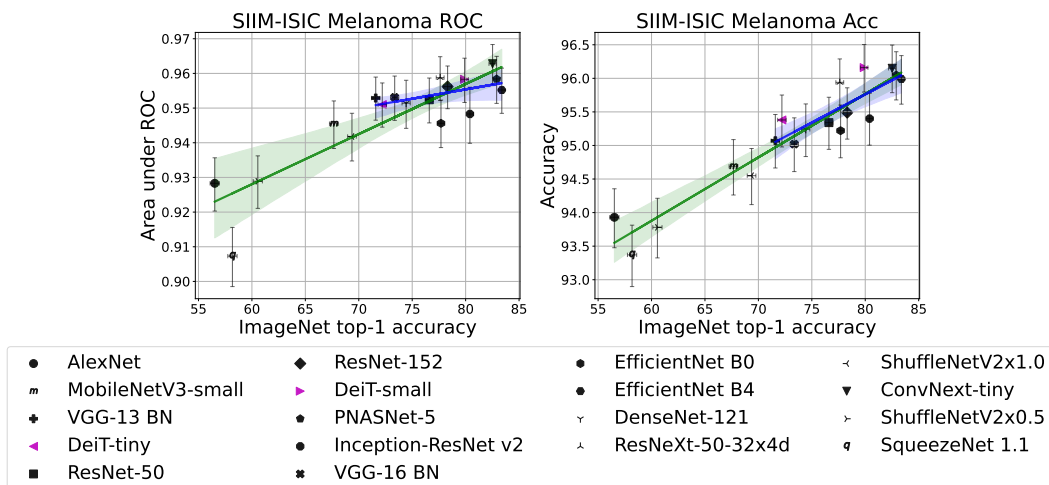 SIIM-ISIC Melanoma ROC
Area under ROC
0.97
0.96
0.95
0.94
0.93
0.92
0.91
0.90
55 60 65 70 75 80 85
ImageNet top-1 accuracy
SIIM-ISIC Melanoma Acc
Accuracy
96.5
96.0
95.5
95.0
94.5
94.0
93.5
93.0
55 60 65 70 75 80 85
ImageNet top-1 accuracy
AlexNet
MobileNetV3-small
VGG-13 BN
DeiT-tiny
ResNet-50
ResNet-152
DeiT-small
PNASNet-5
Inception-ResNet v2
VGG-16 BN
EfficientNet B0
EfficientNet B4
DenseNet-121
ResNeXt-50-32x4d
ShuffleNetV2x1.0
ConvNext-tiny
ShuffleNetV2x0.5
SqueezeNet 1.1